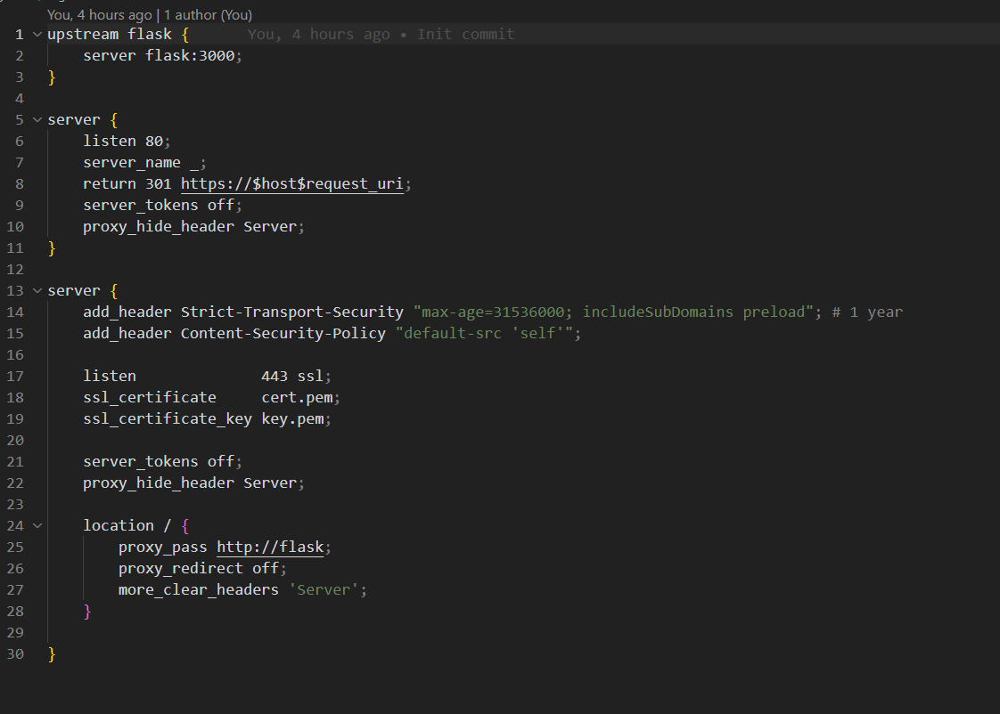 You, 4 hours ago | 1 author (You)
1 upstream flask { You, 4 hours ago • Init commit
2 server flask:3000;
3 }
4
5 server {
6 listen 80;
7 server_name _;
8 return 301 https://$host$request_uri;
9 server_tokens off;
10 proxy_hide_header Server;
11 }
12
13 server {
14 add_header Strict-Transport-Security "max-age=31536000; includeSubDomains preload"; # 1 year
15 add_header Content-Security-Policy "default-src 'self'";
16
17 listen 443 ssl;
18 ssl_certificate cert.pem;
19 ssl_certificate_key key.pem;
20
21 server_tokens off;
22 proxy_hide_header Server;
23
24 location / {
25 proxy_pass http://flask;
26 proxy_redirect off;
27 more_clear_headers 'Server';
28 }
29
30 }